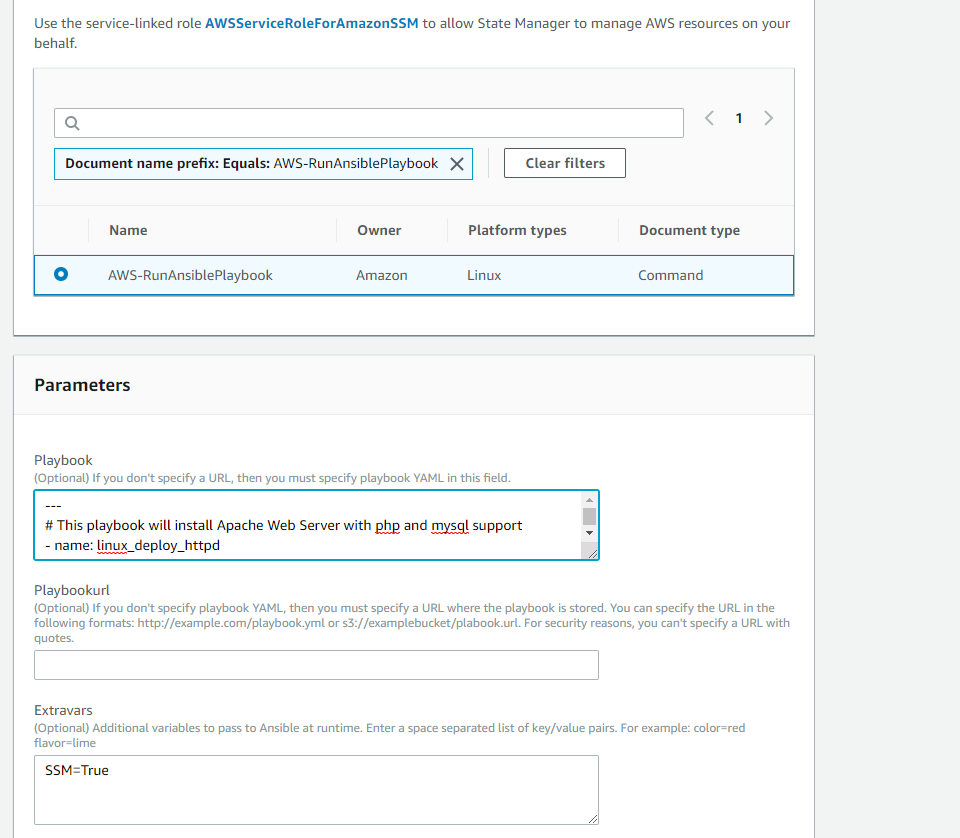 Use the service-linked role AWSServiceRoleForAmazonSSM to allow State Manager to manage AWS resources on your
behalf.
1
Document name prefix: Equals: AWS-RunAnsiblePlaybook
Clear filters
Name Owner Platform types Document type
AWS-RunAnsiblePlaybook Amazon Linux Command
Parameters
Playbook
(Optional) If you don't specify a URL, then you must specify playbook YAML in this field.
---
# This playbook will install Apache Web Server with php and mysql support
- name: linux_deploy_httpd
Playbookurl
(Optional) If you don't specify playbook YAML, then you must specify a URL where the playbook is stored. You can specify the URL in the
following formats: http://example.com/playbook.yml or s3://examplebucket/plabook.url. For security reasons, you can't specify a URL with
quotes.
Extravars
(Optional) Additional variables to pass to Ansible at runtime. Enter a space separated list of key/value pairs. For example: color=red
flavor=lime
SSM=True